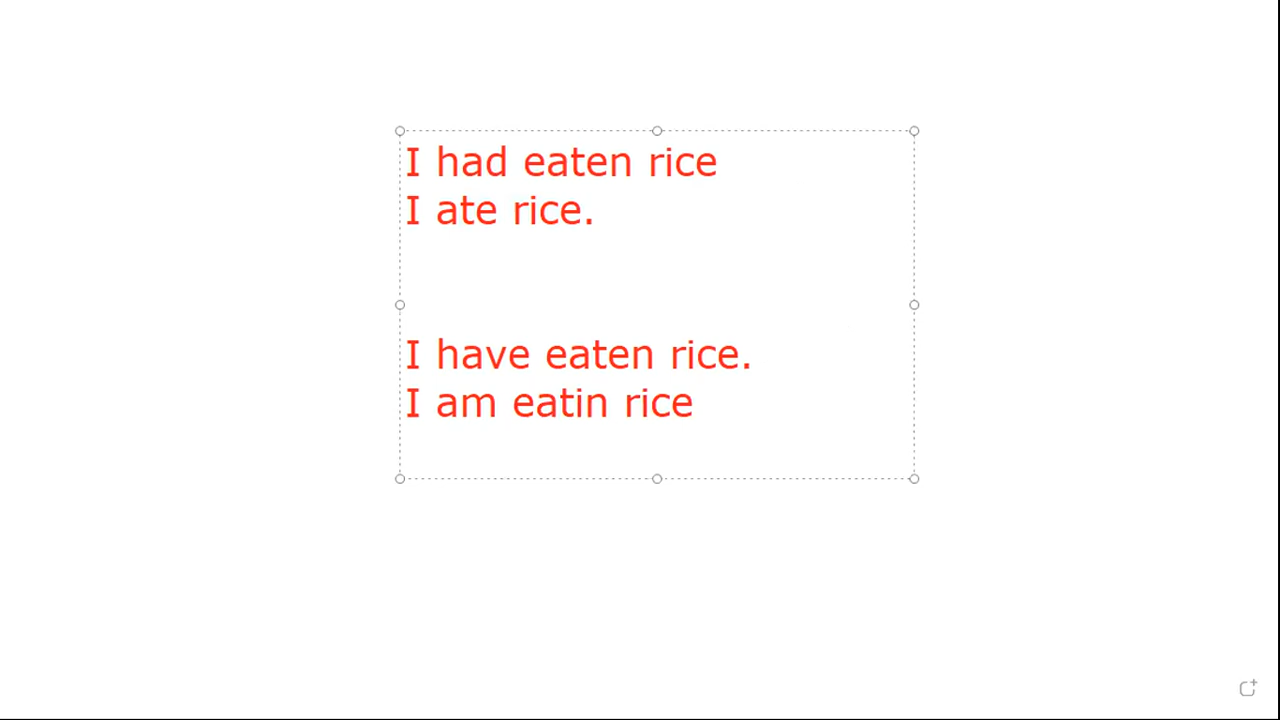 I had eaten rice
I ate rice.
I have eaten rice.
I am eatin rice